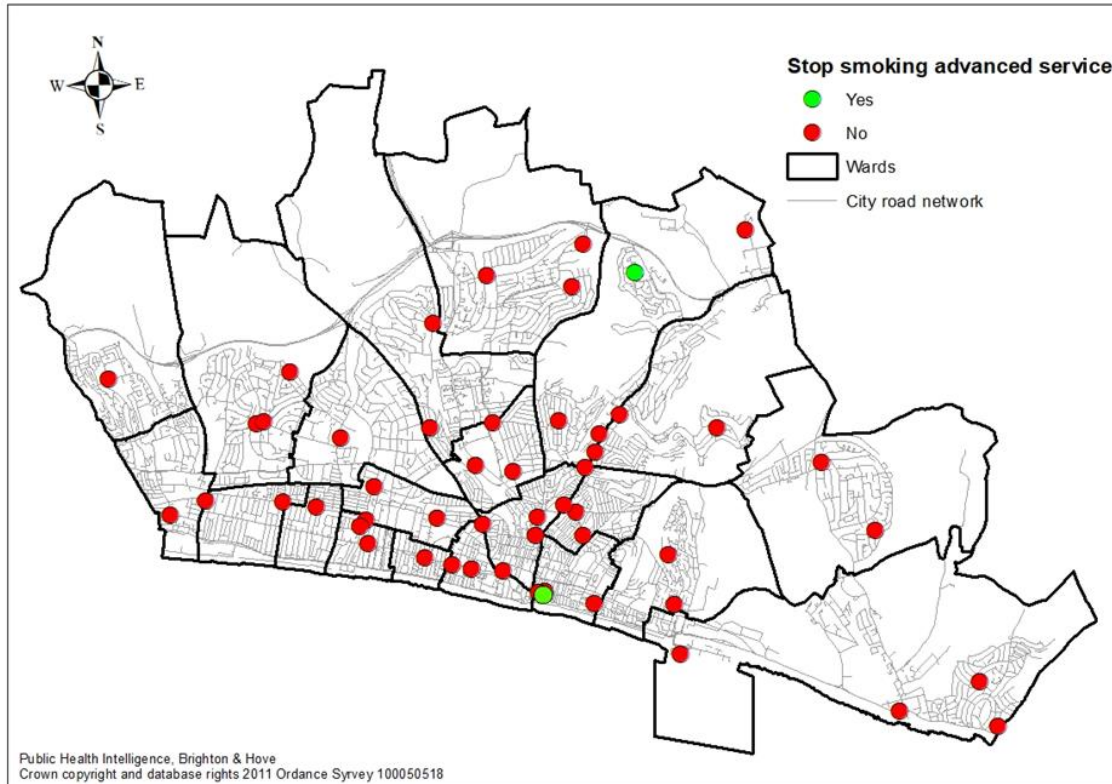 N
W E
S
Stop smoking advanced service
Yes
No
Wards
City road network
Public Health Intelligence, Brighton & Hove
Crown copyright and database rights 2011 Ordance Syrvey 100050518